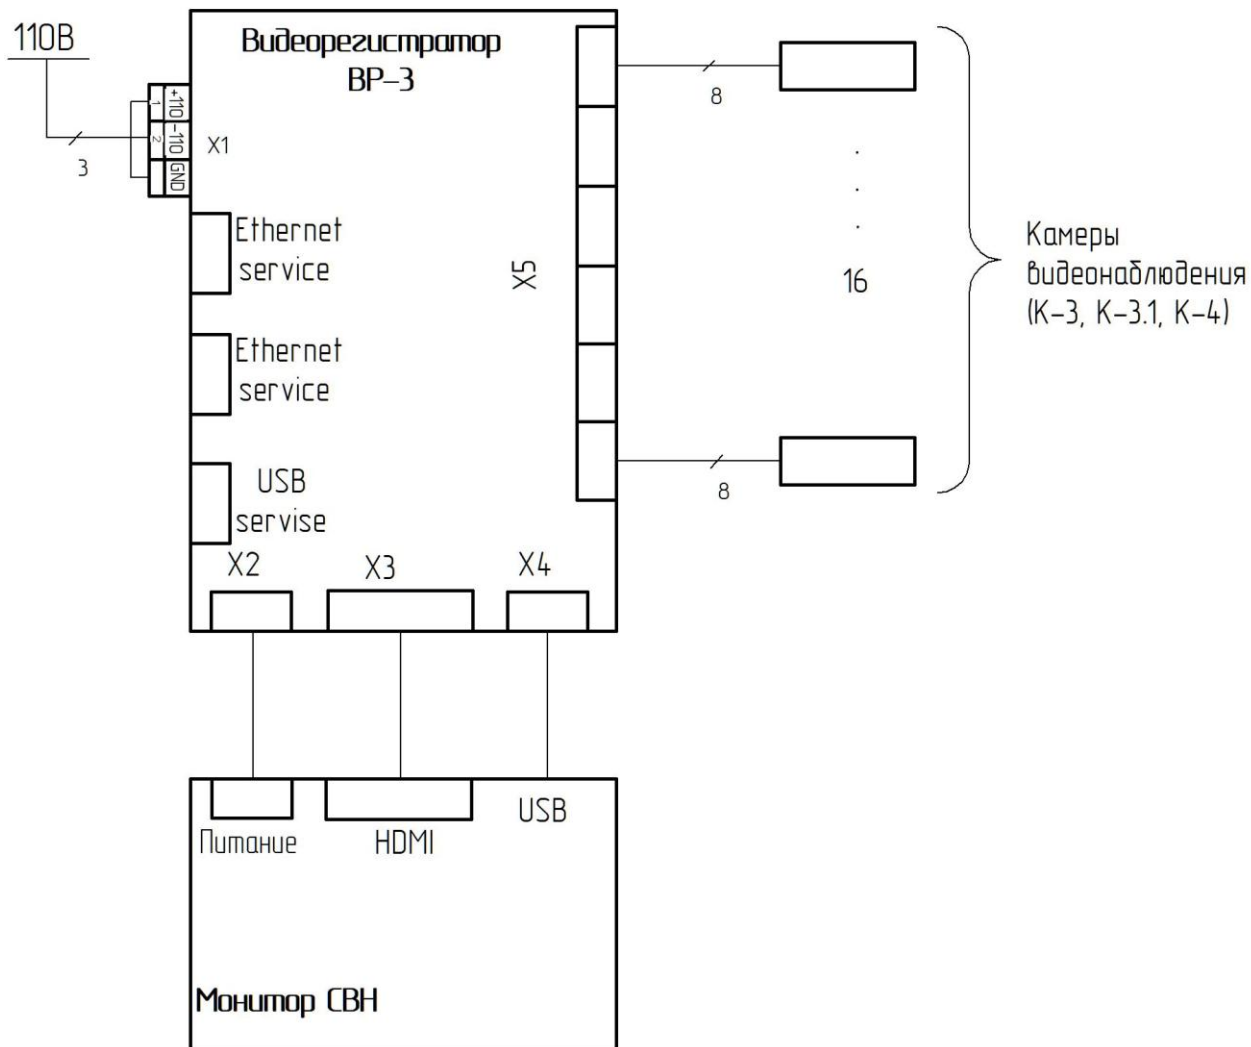 110В
Видеорегистратор
ВР-3
1 +110
2 -110
GND
X1
3
Ethernet
service
Ethernet
service
USB
servise
X2
X3
X4
X5
8
.
.
.
16
8
Камеры
видеонаблюдения
(К-3, К-3.1, К-4)
Питание
HDMI
USB
Монитор СВН